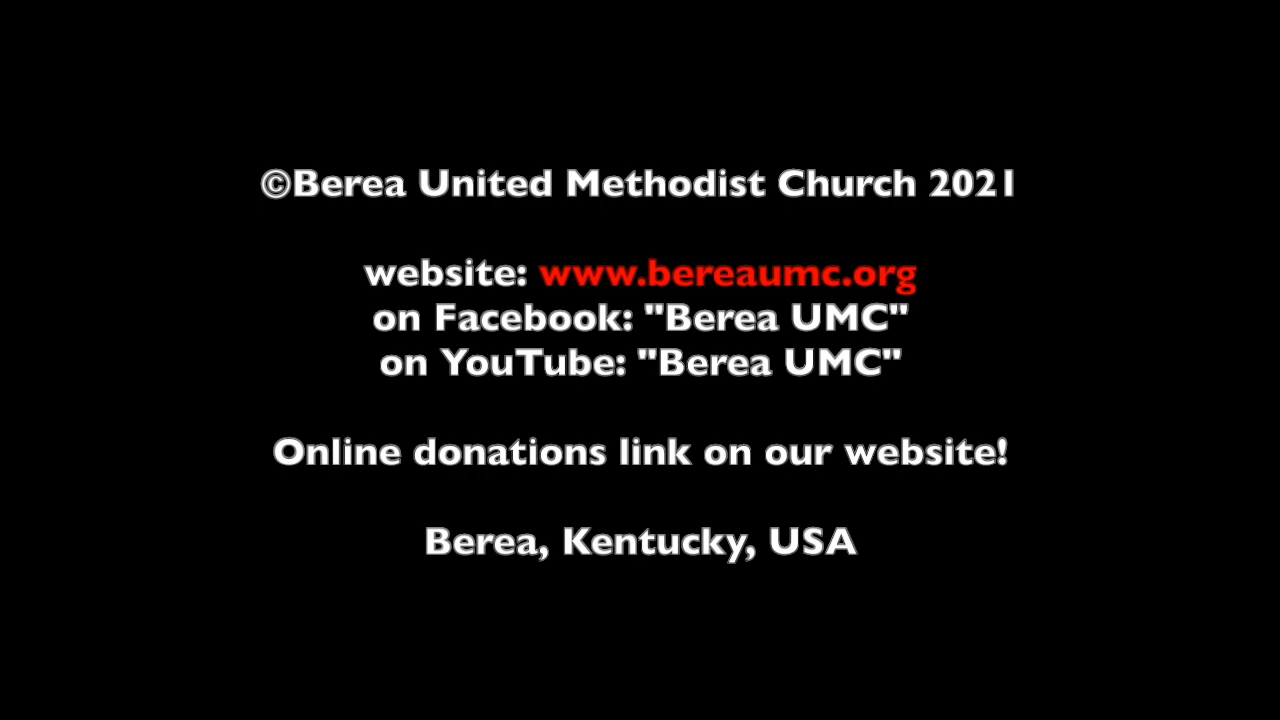 ©Berea United Methodist Church 2021
website: www.bereaumc.org
on Facebook: "Berea UMC"
on YouTube: "Berea UMC"
Online donations link on our website!
Berea, Kentucky, USA